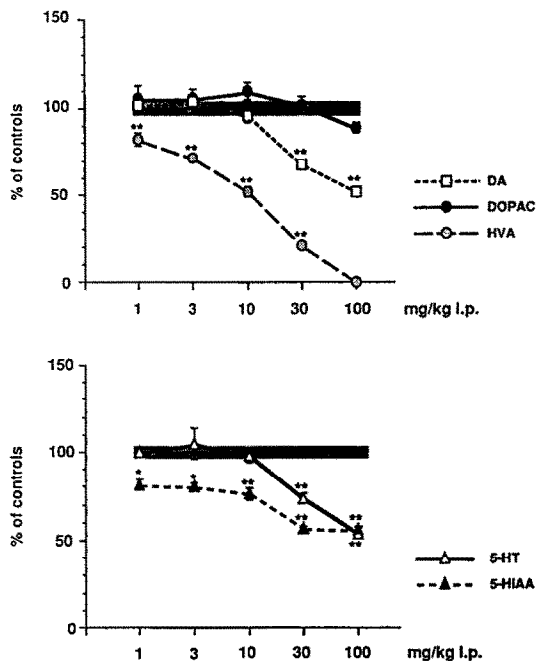 150
100
50
0
% of controls
**
**
**
**
**
**
1 3 10 30 100 mg/kg i.p.
DA
DOPAC
HVA
150
100
50
0
% of controls
*
*
**
**
**
**
**
1 3 10 30 100 mg/kg i.p.
5-HT
5-HIAA